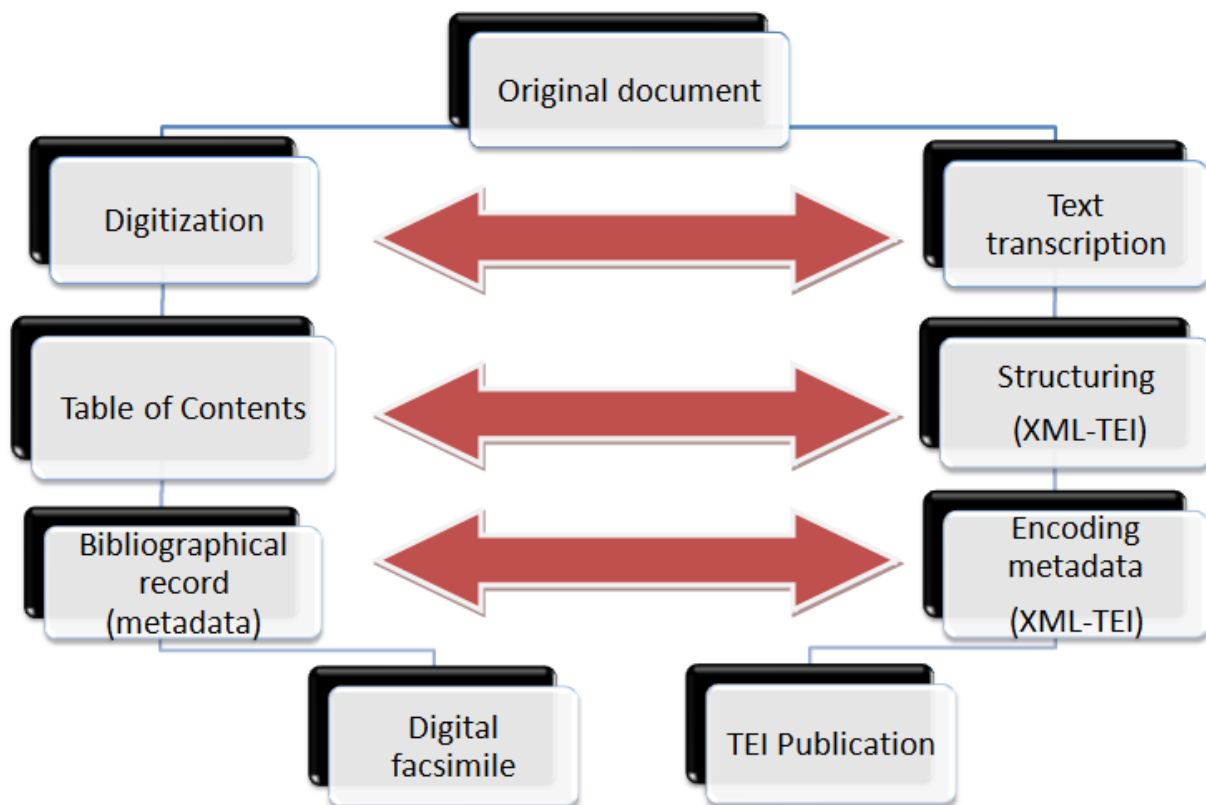 Original document
Digitization
Text
transcription
Table of Contents
Structuring
(XML-TEI)
Bibliographical
record
(metadata)
Encoding
metadata
(XML-TEI)
Digital
facsimile
TEI Publication